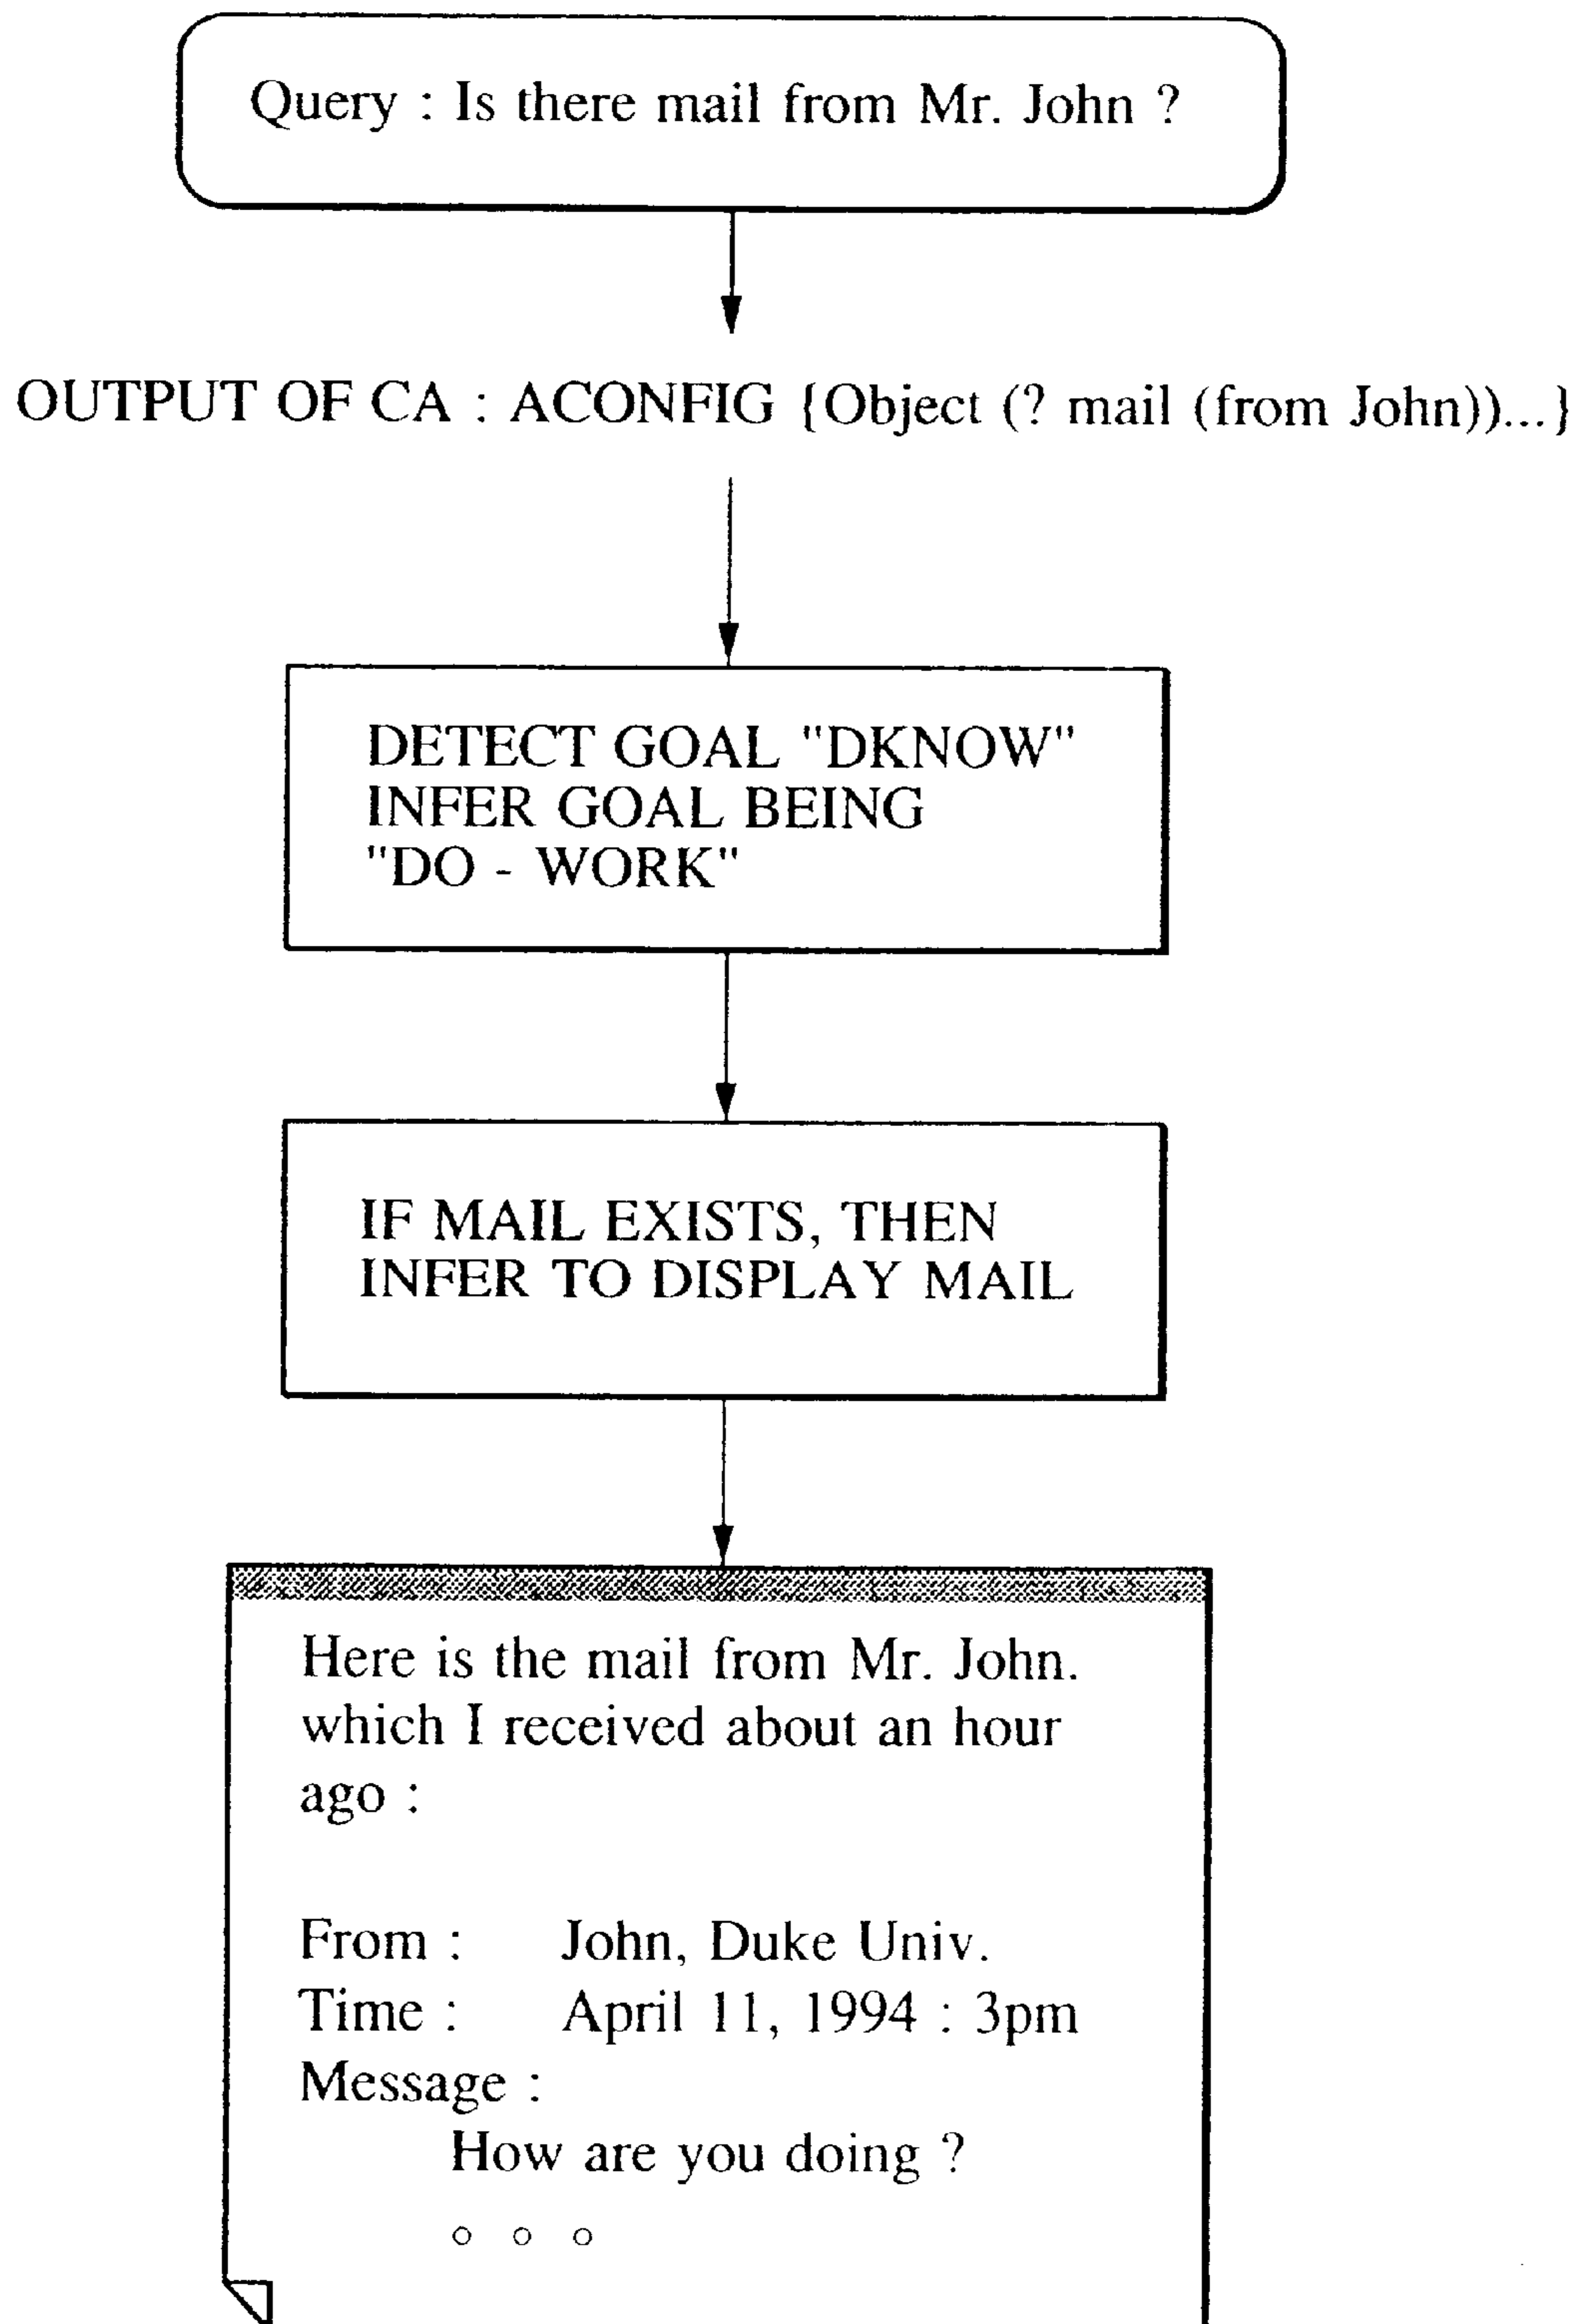 Query : Is there mail from Mr. John ?
OUTPUT OF CA : ACONFIG {Object (? mail (from John))...}
DETECT GOAL "DKNOW"
INFER GOAL BEING
"DO - WORK"
IF MAIL EXISTS, THEN
INFER TO DISPLAY MAIL
Here is the mail from Mr. John.
which I received about an hour
ago :
From : John, Duke Univ.
Time : April 11, 1994 : 3pm
Message :
How are you doing ?